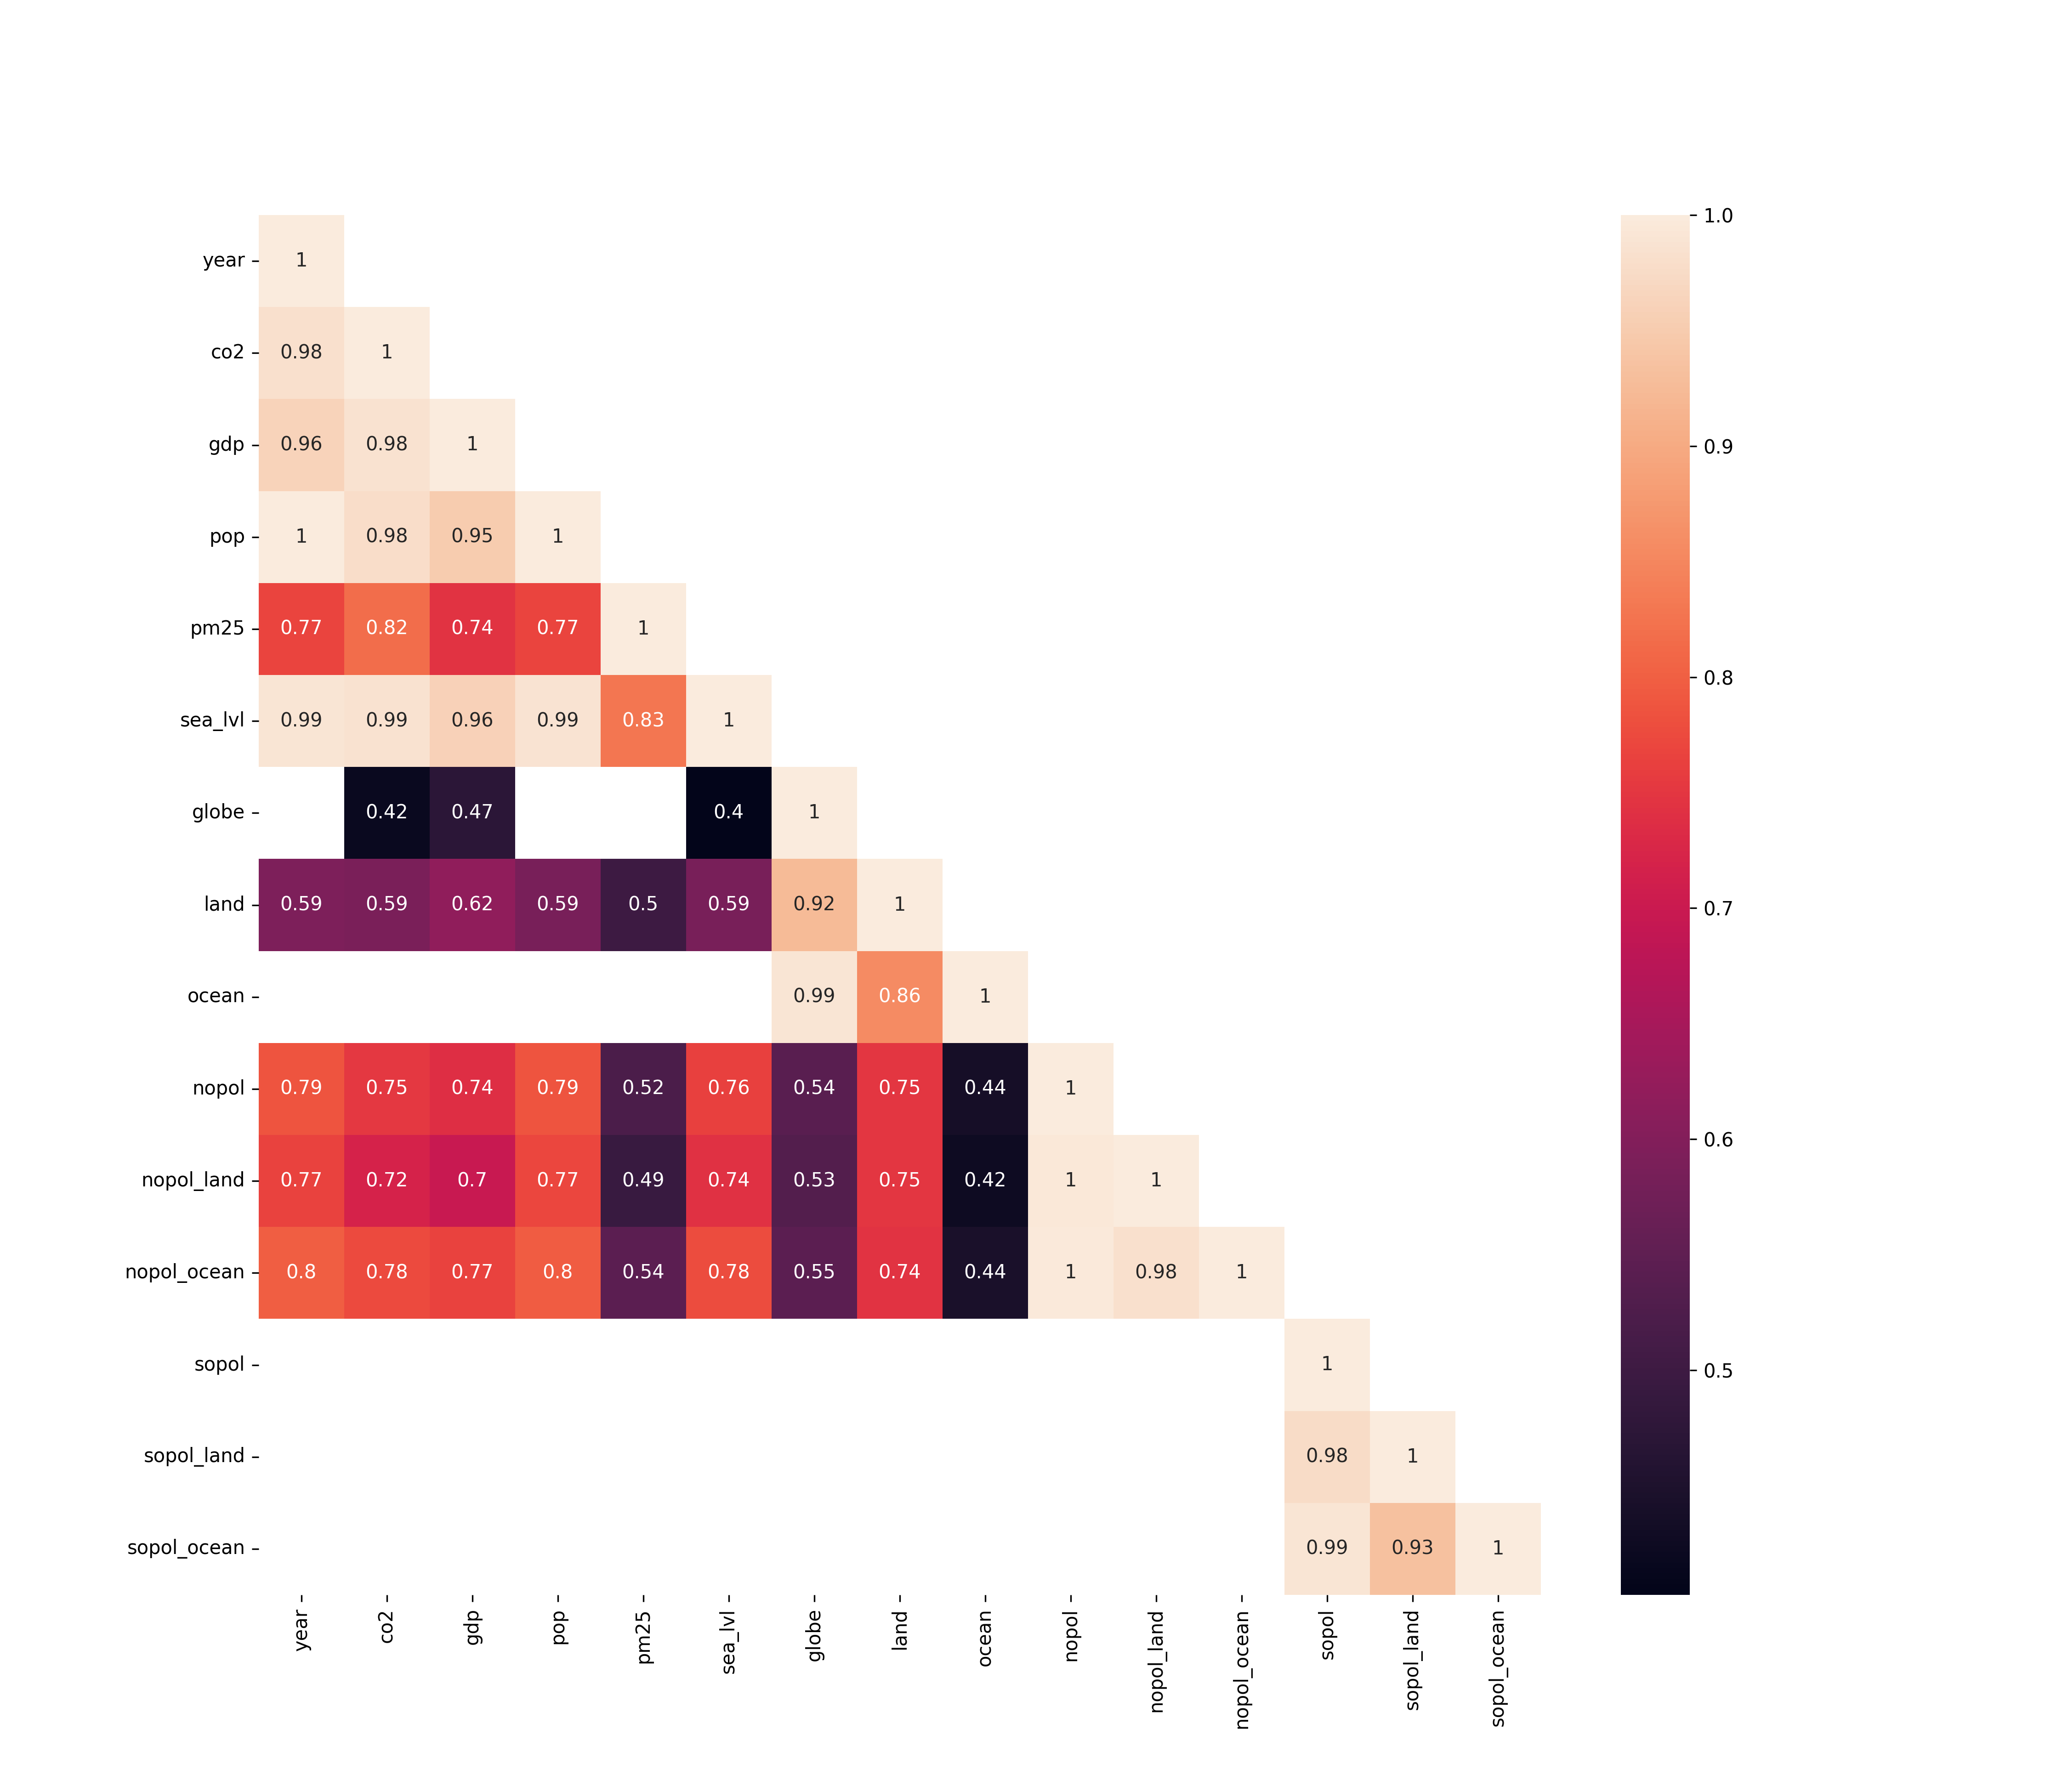 1.0
year 1
co2 0.98 1
gdp 0.96 0.98 1
0.9
pop 1 0.98 0.95 1
pm25 0.77 0.82 0.74 0.77 1
0.8
sea_lvl 0.99 0.99 0.96 0.99 0.83 1
globe 0.42 0.47 0.4 1
land 0.59 0.59 0.62 0.59 0.5 0.59 0.92 1
0.7
ocean 0.99 0.86 1
nopol 0.79 0.75 0.74 0.79 0.52 0.76 0.54 0.75 0.44 1
0.6
nopol_land 0.77 0.72 0.7 0.77 0.49 0.74 0.53 0.75 0.42 1 1
nopol_ocean 0.8 0.78 0.77 0.8 0.54 0.78 0.55 0.74 0.44 1 0.98 1
sopol 1
0.5
sopol_land 0.98 1
sopol_ocean 0.99 0.93 1
year co2 gdp pop pm25 sea_lvl globe land ocean nopol nopol_land nopol_ocean sopol sopol_land sopol_ocean